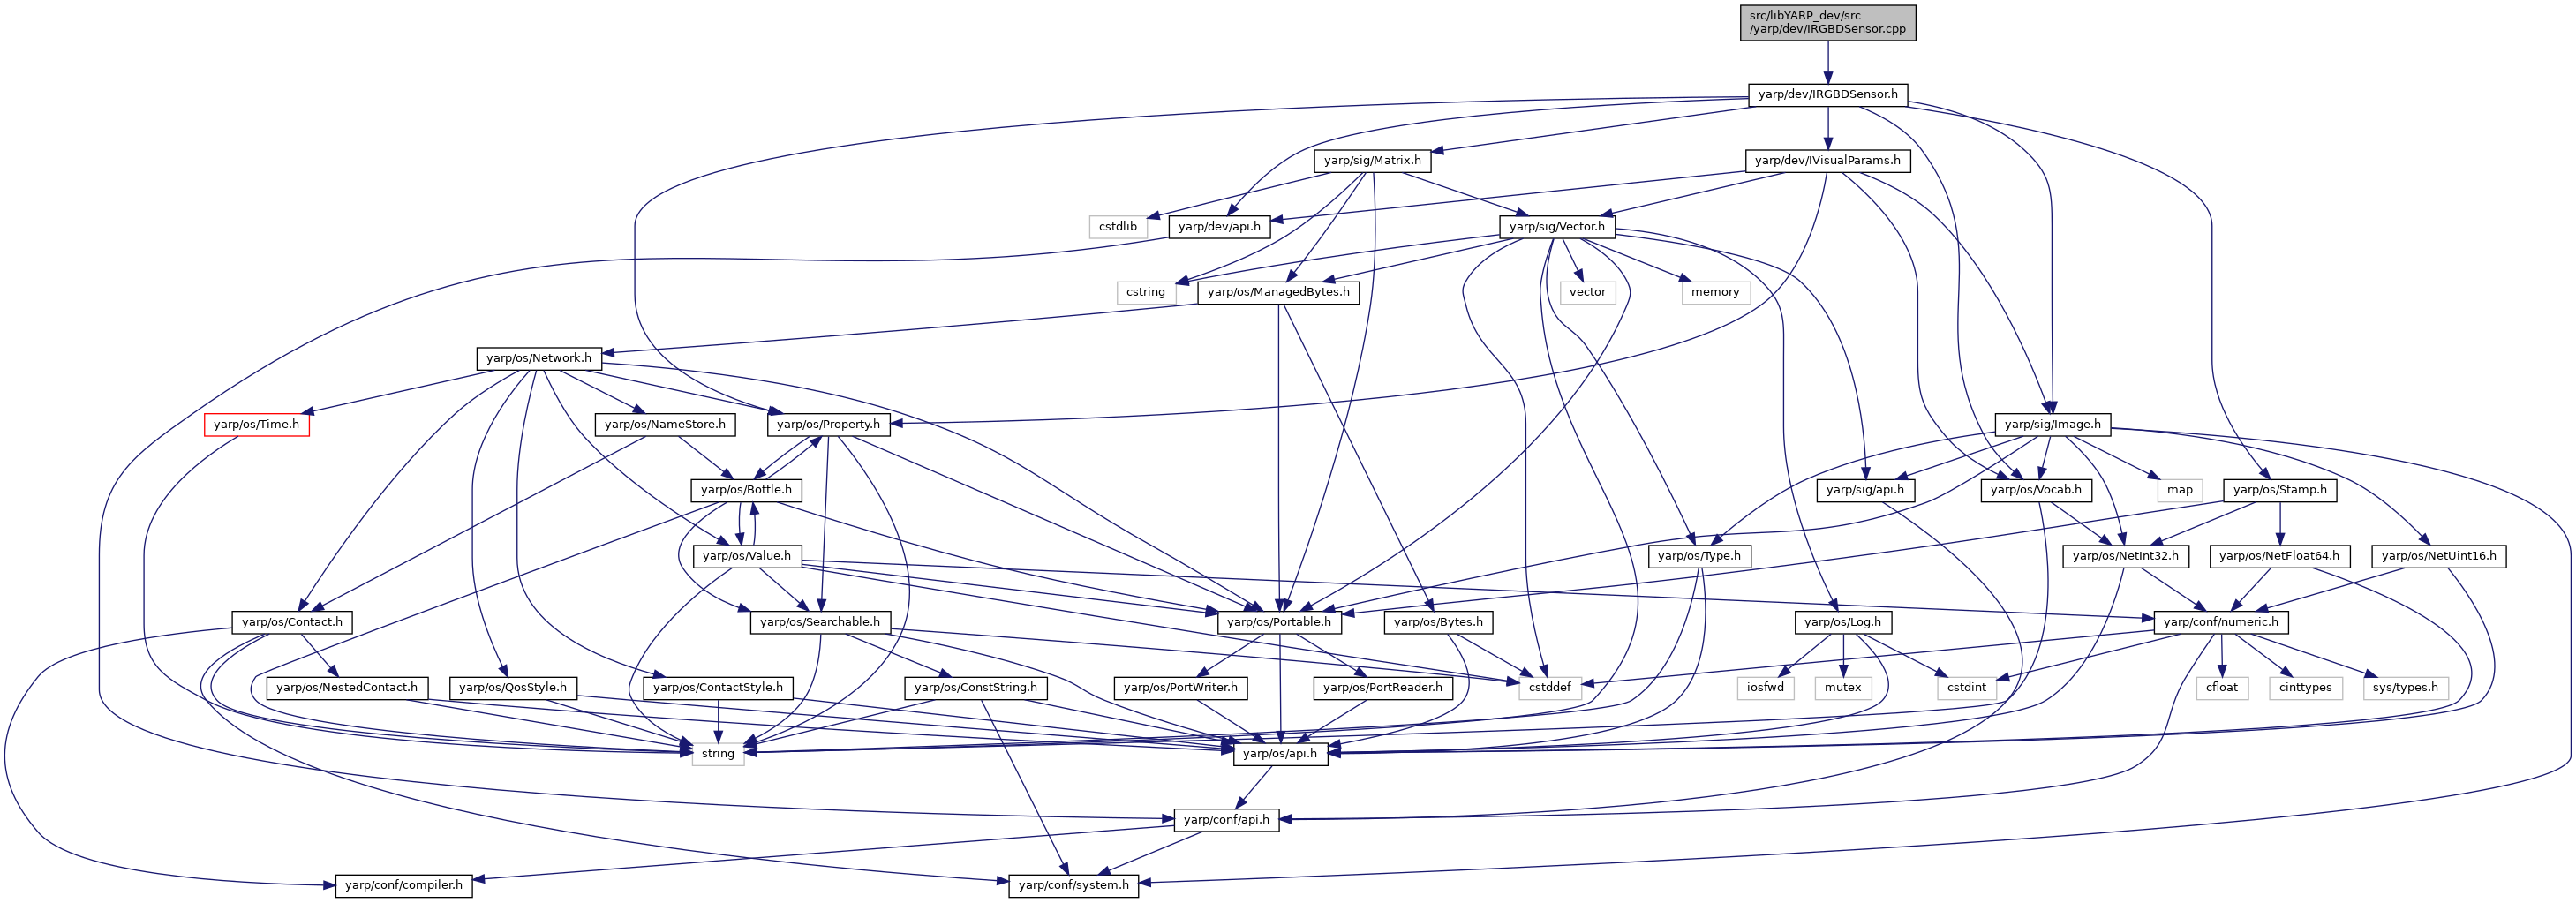 src/libYARP_dev/src
/yarp/dev/IRGBDSensor.cpp
yarp/dev/IRGBDSensor.h
yarp/sig/Matrix.h
yarp/dev/IVisualParams.h
cstdlib
yarp/dev/api.h
yarp/sig/Vector.h
cstring
yarp/os/ManagedBytes.h
vector
memory
yarp/os/Network.h
yarp/os/Time.h
yarp/os/NameStore.h
yarp/os/Property.h
yarp/sig/Image.h
yarp/os/Bottle.h
yarp/sig/api.h
yarp/os/Vocab.h
map
yarp/os/Stamp.h
yarp/os/Value.h
yarp/os/Type.h
yarp/os/NetInt32.h
yarp/os/NetFloat64.h
yarp/os/NetUint16.h
yarp/os/Contact.h
yarp/os/Searchable.h
yarp/os/Portable.h
yarp/os/Bytes.h
yarp/os/Log.h
yarp/conf/numeric.h
yarp/os/NestedContact.h
yarp/os/QosStyle.h
yarp/os/ContactStyle.h
yarp/os/ConstString.h
yarp/os/PortWriter.h
yarp/os/PortReader.h
cstddef
iosfwd
mutex
cstdint
cfloat
cinttypes
sys/types.h
string
yarp/os/api.h
yarp/conf/api.h
yarp/conf/compiler.h
yarp/conf/system.h